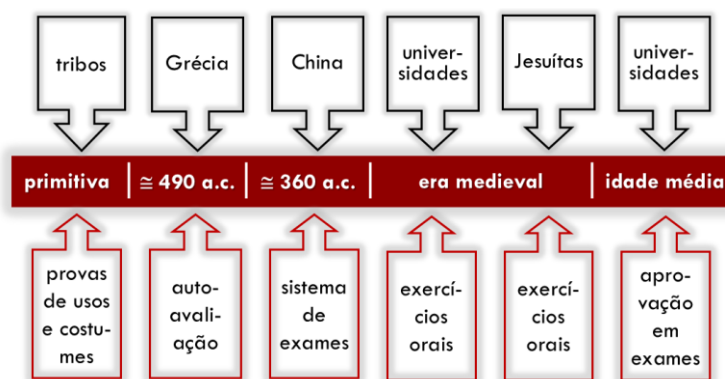 tribos
Grécia
China
univer-
sidades
Jesuítas
univer-
sidades
primitiva
≅ 490 a.c.
≅ 360 a.c.
era medieval
idade média
provas
de usos
e costu-
mes
auto-
avali-
ação
sistema
de
exames
exercí-
cios
orais
exercí-
cios
orais
apro-
vação
em
exames